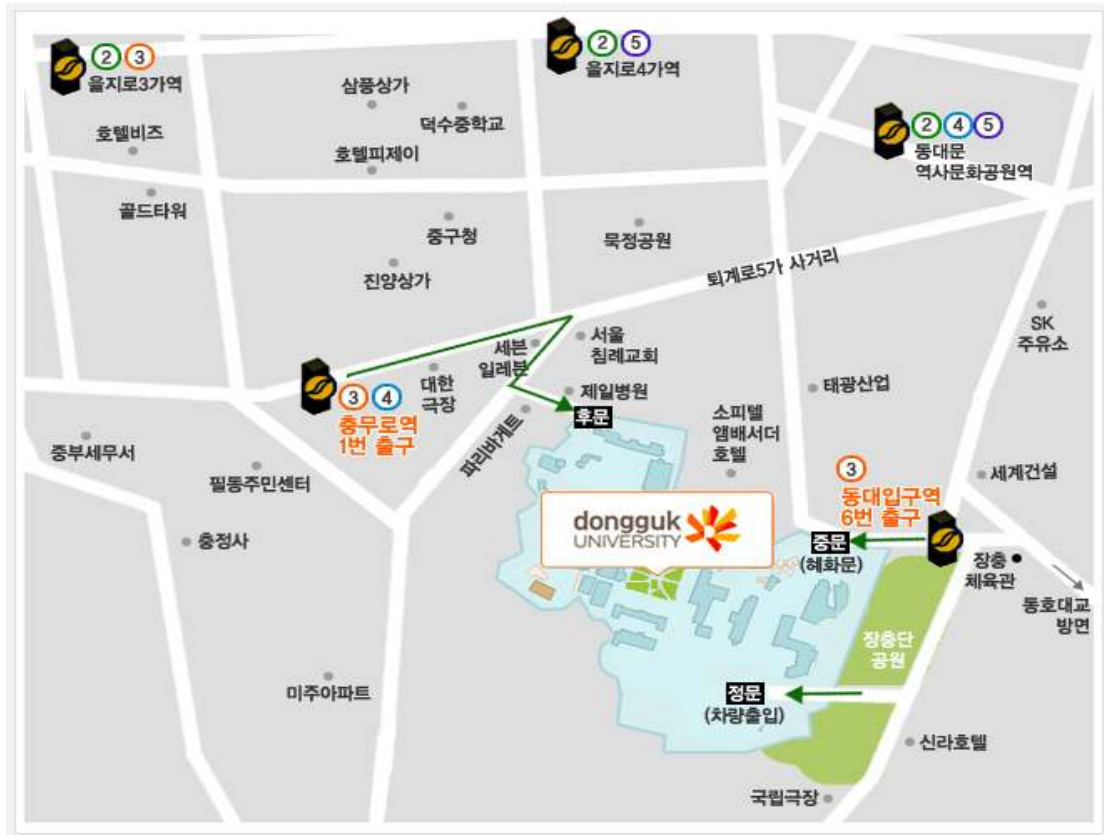 ② ③
을지로3가역
② ⑤
을지로4가역
삼풍상가
덕수중학교
② ④ ⑤
동대문
역사문화공원역
호텔비즈
호텔피제이
골드타워
중구청
묵정공원
진양상가
퇴계로5가 사거리
SK
주유소
세븐
일레븐
서울
침례교회
대한
극장
제일병원
태광산업
③ ④
충무로역
1번 출구
후문
소피텔
앰배서더
호텔
파리바게트
중부세무서
필동주민센터
③
동대입구역
6번 출구
세계건설
dongguk
UNIVERSITY
충정사
중문
(혜화문)
장충
체육관
동호대교
방면
장충단
공원
미주아파트
정문
(차량출입)
신라호텔
국립극장